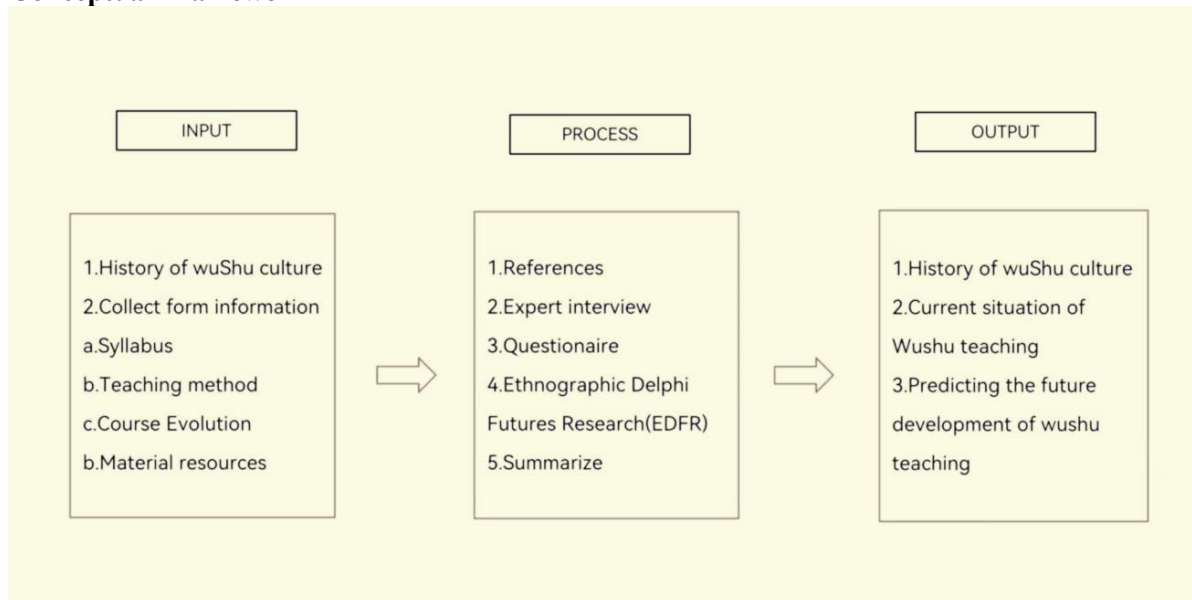 INPUT
1.History of wuShu culture
2.Collect form information
a.Syllabus
b.Teaching method
c.Course Evolution
b.Material resources
PROCESS
1.References
2.Expert interview
3.Questionaire
4.Ethnographic Delphi
Futures Research(EDFR)
5.Summarize
OUTPUT
1.History of wuShu culture
2.Current situation of
Wushu teaching
3.Predicting the future
development of wushu
teaching